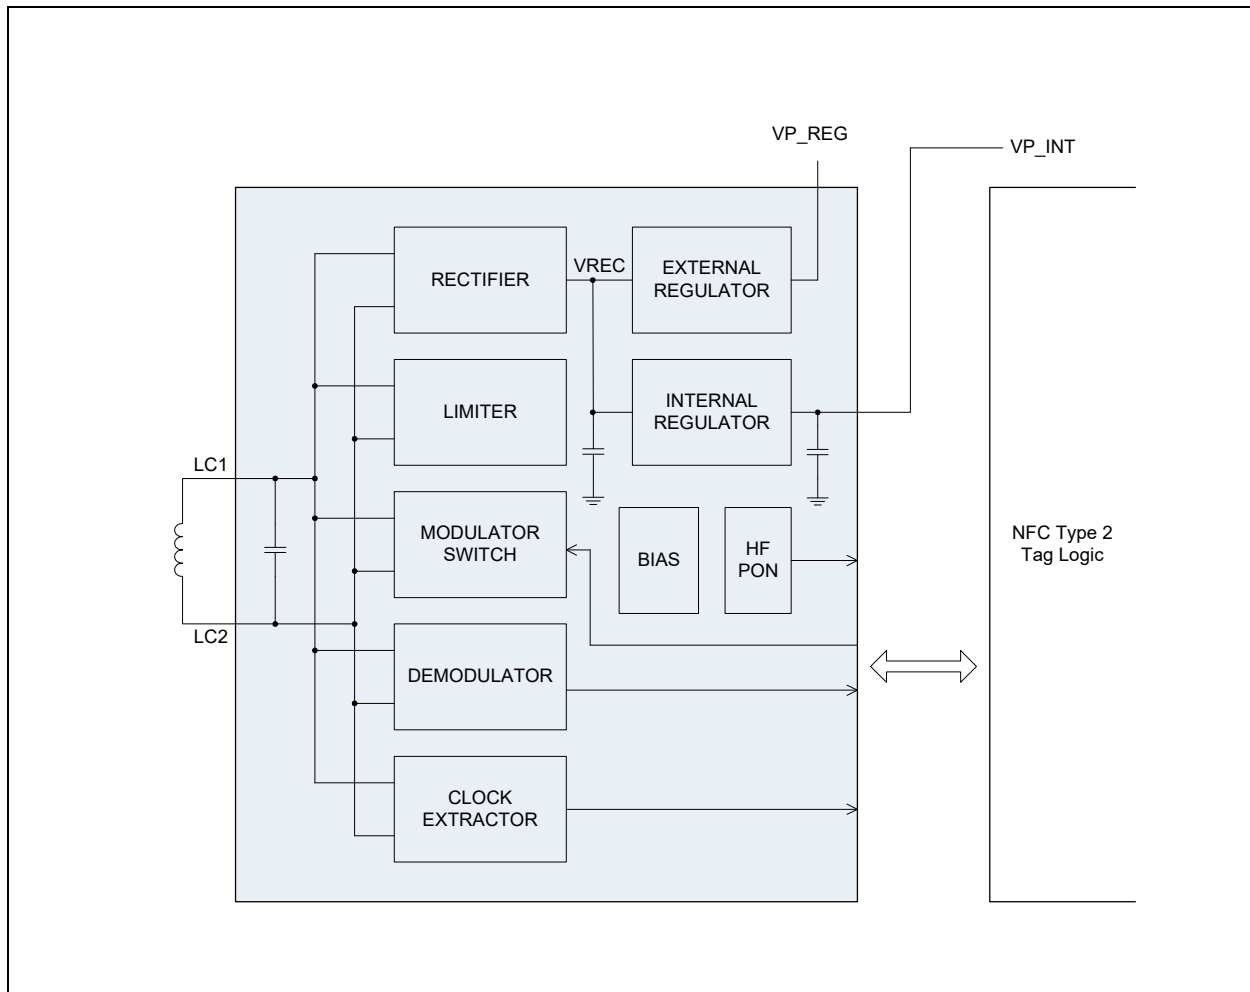 VP_REG
VP_INT
RECTIFIER
VREC
EXTERNAL
REGULATOR
LIMITER
INTERNAL
REGULATOR
LC1
MODULATOR
SWITCH
BIAS
HF
PON
NFC Type 2
Tag Logic
LC2
DEMODULATOR
CLOCK
EXTRACTOR